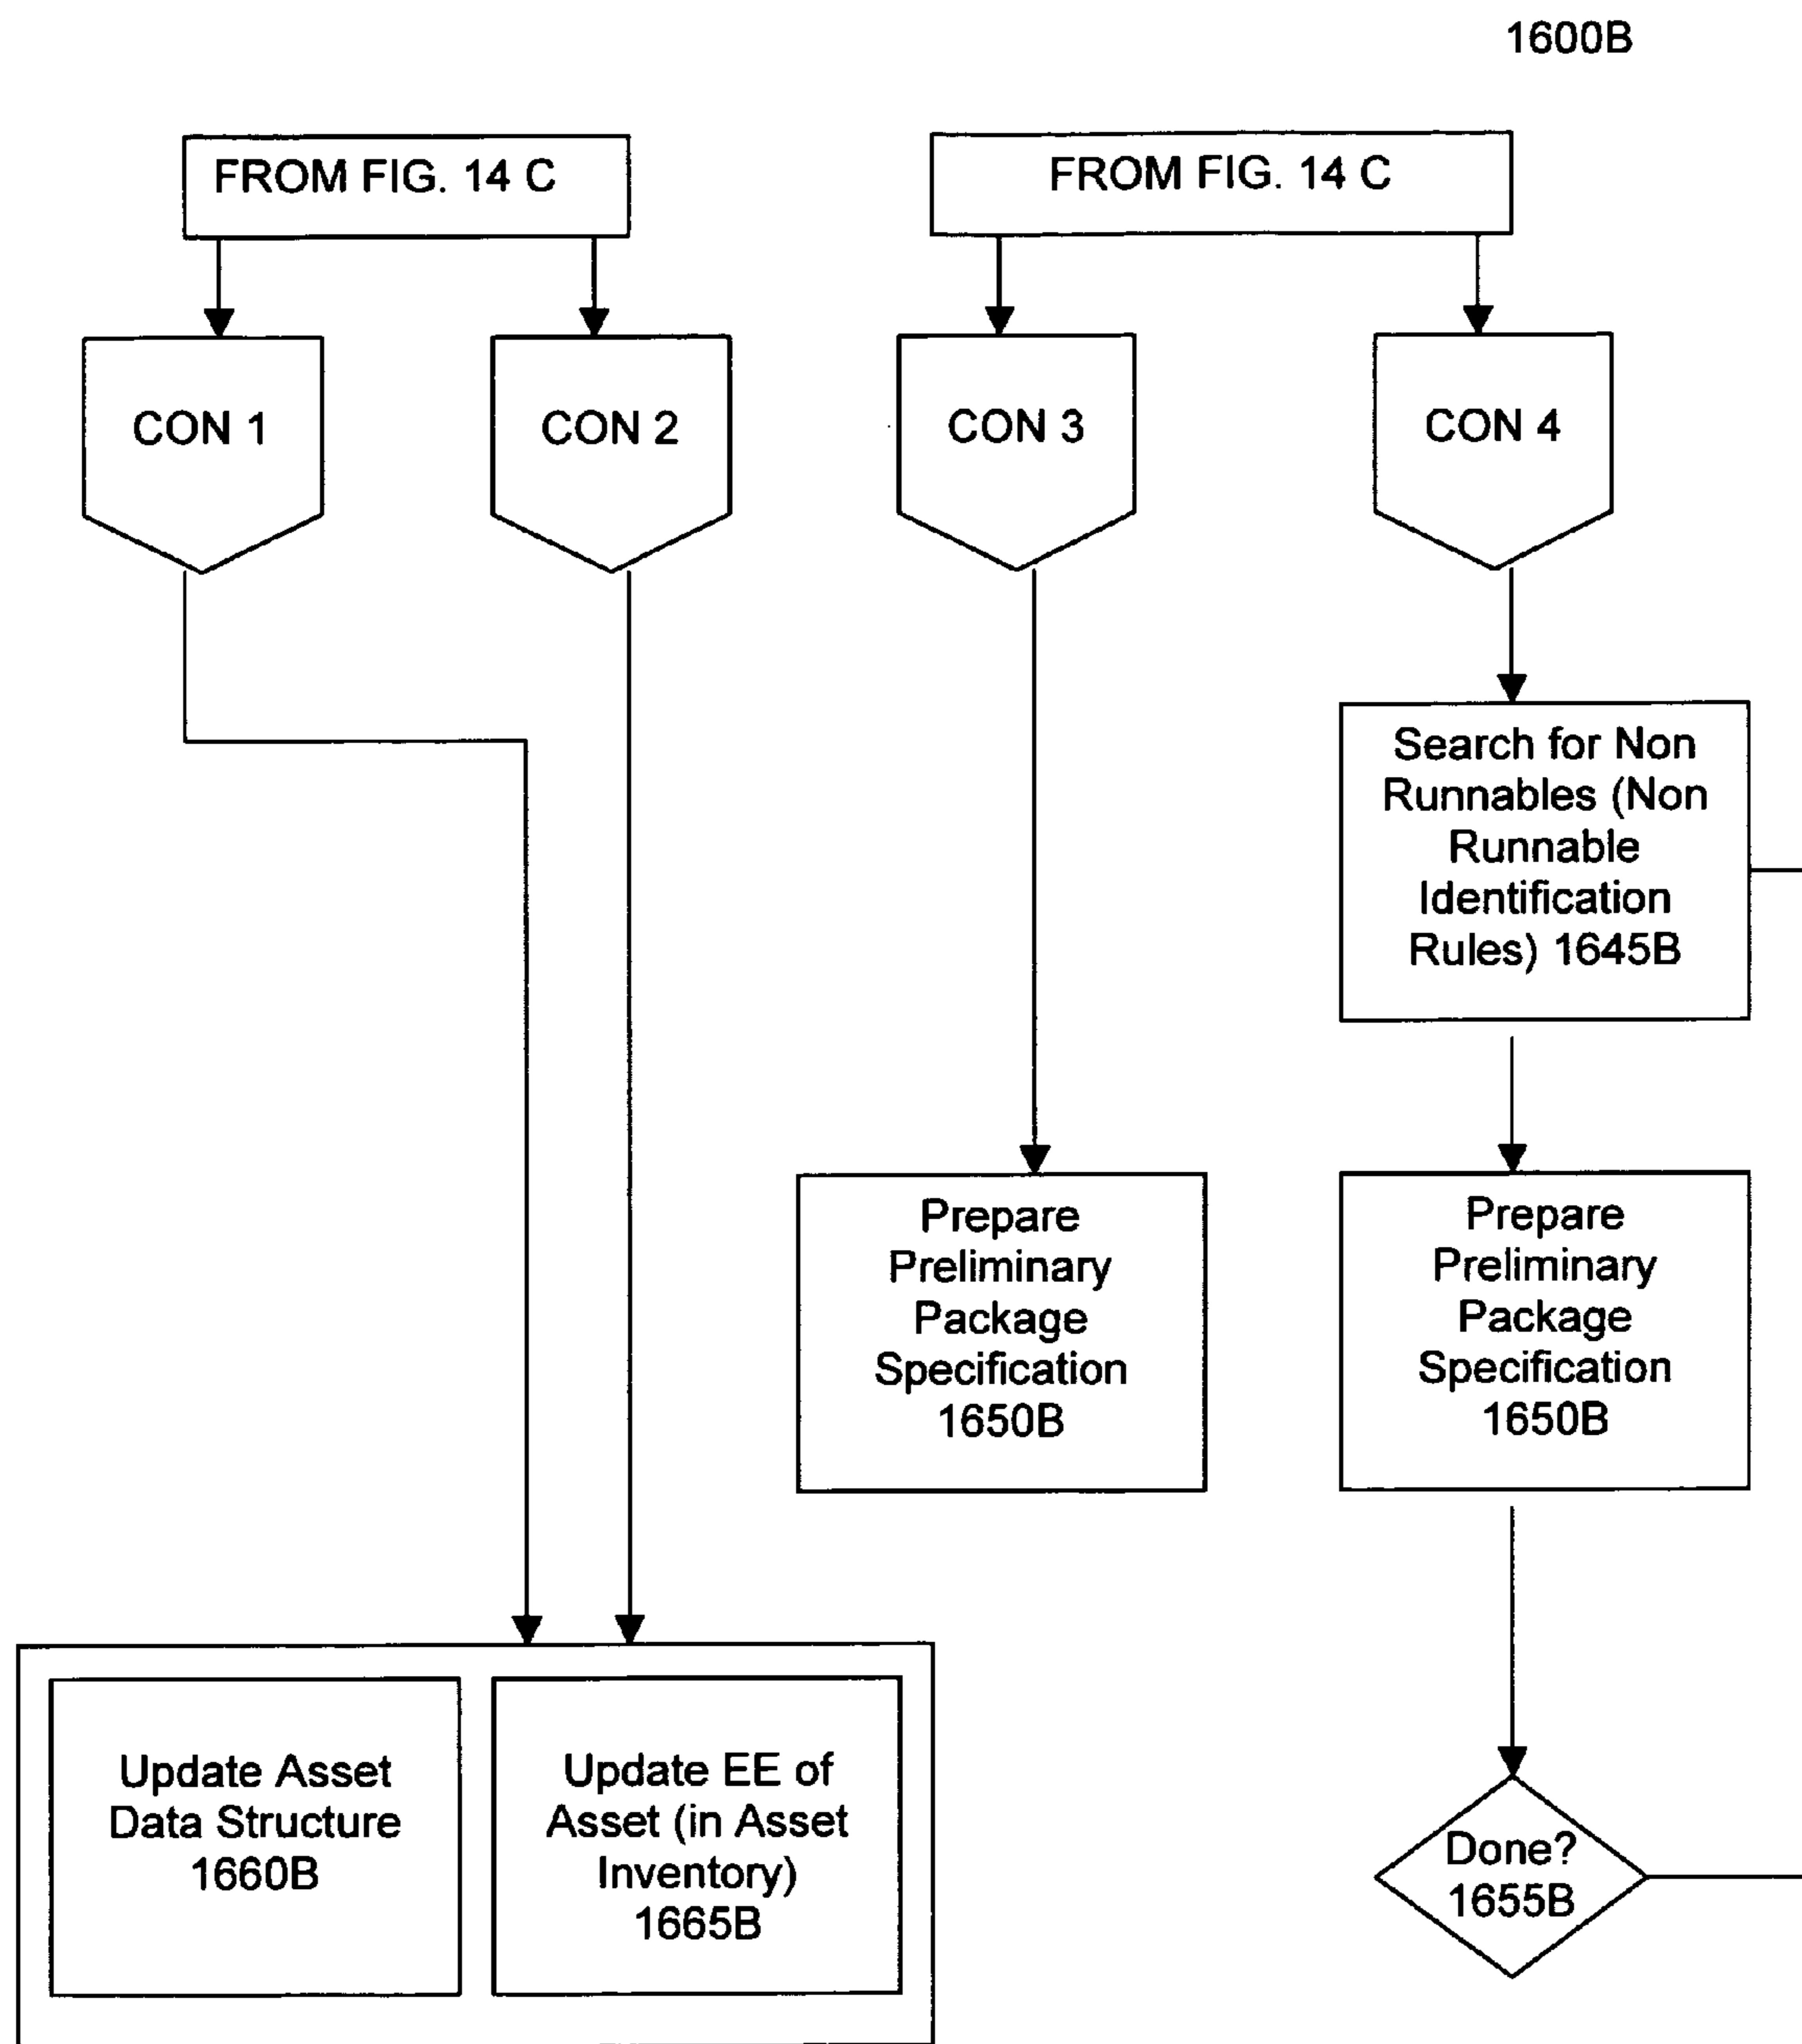 1600B
FROM FIG. 14 C
FROM FIG. 14 C
CON 1
CON 2
CON 3
CON 4
Search for Non
Runnables (Non
Runnable
Identification
Rules) 1645B
Prepare
Preliminary
Package
Specification
1650B
Prepare
Preliminary
Package
Specification
1650B
Update Asset
Data Structure
1660B
Update EE of
Asset (in Asset
Inventory)
1665B
Done?
1655B